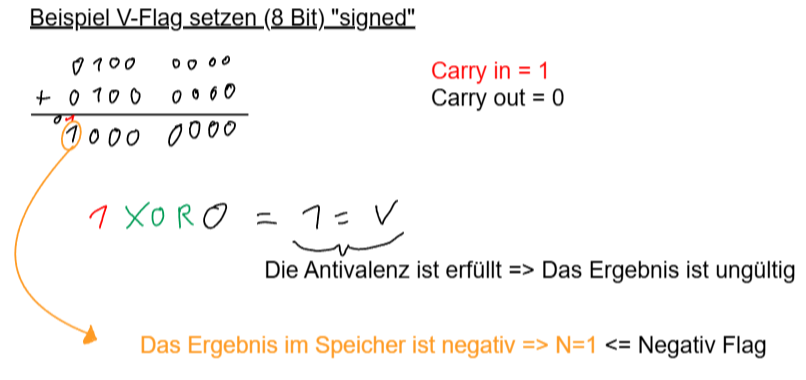 Beispiel V-Flag setzen (8 Bit) "signed"
0100 0000
Carry in = 1
+ 0100 0000
Carry out = 0
01
1000 0000
1 XOR 0 = 1 = V
Die Antivalenz ist erfüllt => Das Ergebnis ist ungültig
Das Ergebnis im Speicher ist negativ => N=1 <= Negativ Flag